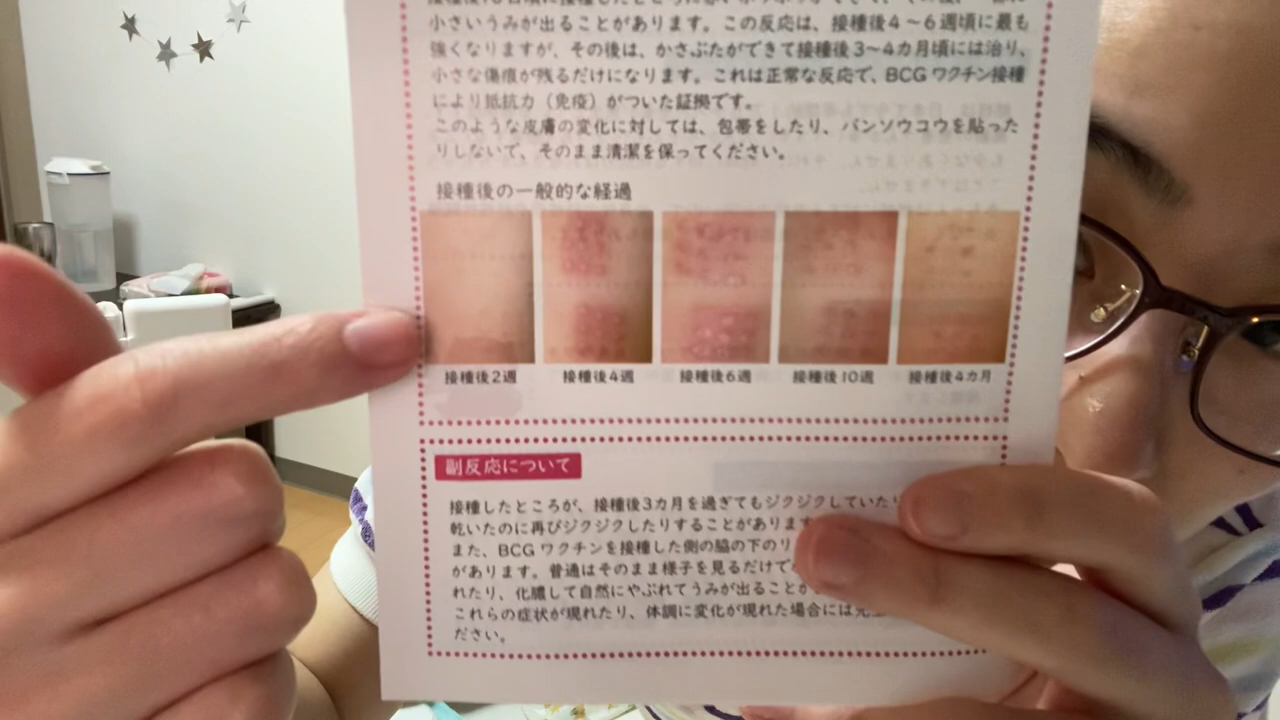 小さいうみが出ることがあります。この反応は、接種後4～6週頃に最も
強くなりますが、その後は、かさぶたができて接種後3～4カ月頃には治り、
小さな傷痕が残るだけになります。これは正常な反応で、BCGワクチン接種
により抵抗力（免疫）がついた証拠です。
このような皮膚の変化に対しては、包帯をしたり、バンソウコウを貼った
りしないで、そのまま清潔を保ってください。
接種後の一般的な経過
接種後2週 接種後4週 接種後6週 接種後10週 接種後4カ月
副反応について
接種したところが、接種後3カ月を過ぎてもジクジクしていたり
乾いたのに再びジクジクしたりすることがあります
また、BCGワクチンを接種した側の脇の下のリ
があります。普通はそのまま様子を見るだけで
れたり、化膿して自然にやぶれてうみが出ることが
これらの症状が現れたり、体調に変化が現れた場合には
ださい。